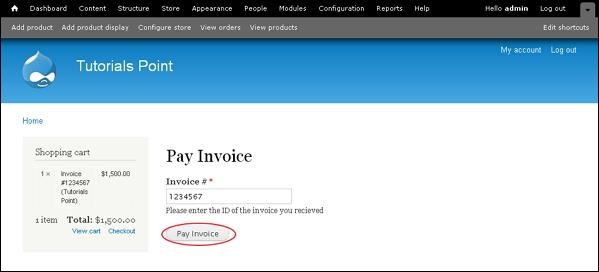 Dashboard Content Structure Store Appearance People Modules Configuration Reports Help Hello admin Log out
Add product Add product display Configure store View orders View products Edit shortcuts
My account Log out
Tutorials Point
Home
Shopping cart
1 × Invoice $1,500.00
#1234567
(Tutorials
Point)
1 item Total: $1,500.00
View cart Checkout
Pay Invoice
Invoice # *
1234567
Please enter the ID of the invoice you recieved
Pay Invoice